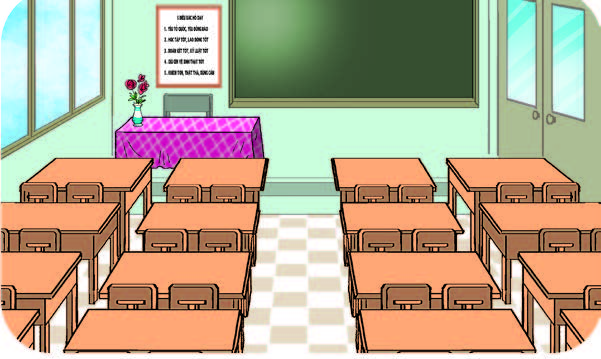 5 ĐIỀU BÁC HỒ DẠY
1. YÊU TỔ QUỐC, YÊU ĐỒNG BÀO
2. HỌC TẬP TỐT, LAO ĐỘNG TỐT
3. ĐOÀN KẾT TỐT, KỶ LUẬT TỐT
4. GIỮ GÌN VỆ SINH THẬT TỐT
5. KHIÊM TỐN, THẬT THÀ, DŨNG CẢM